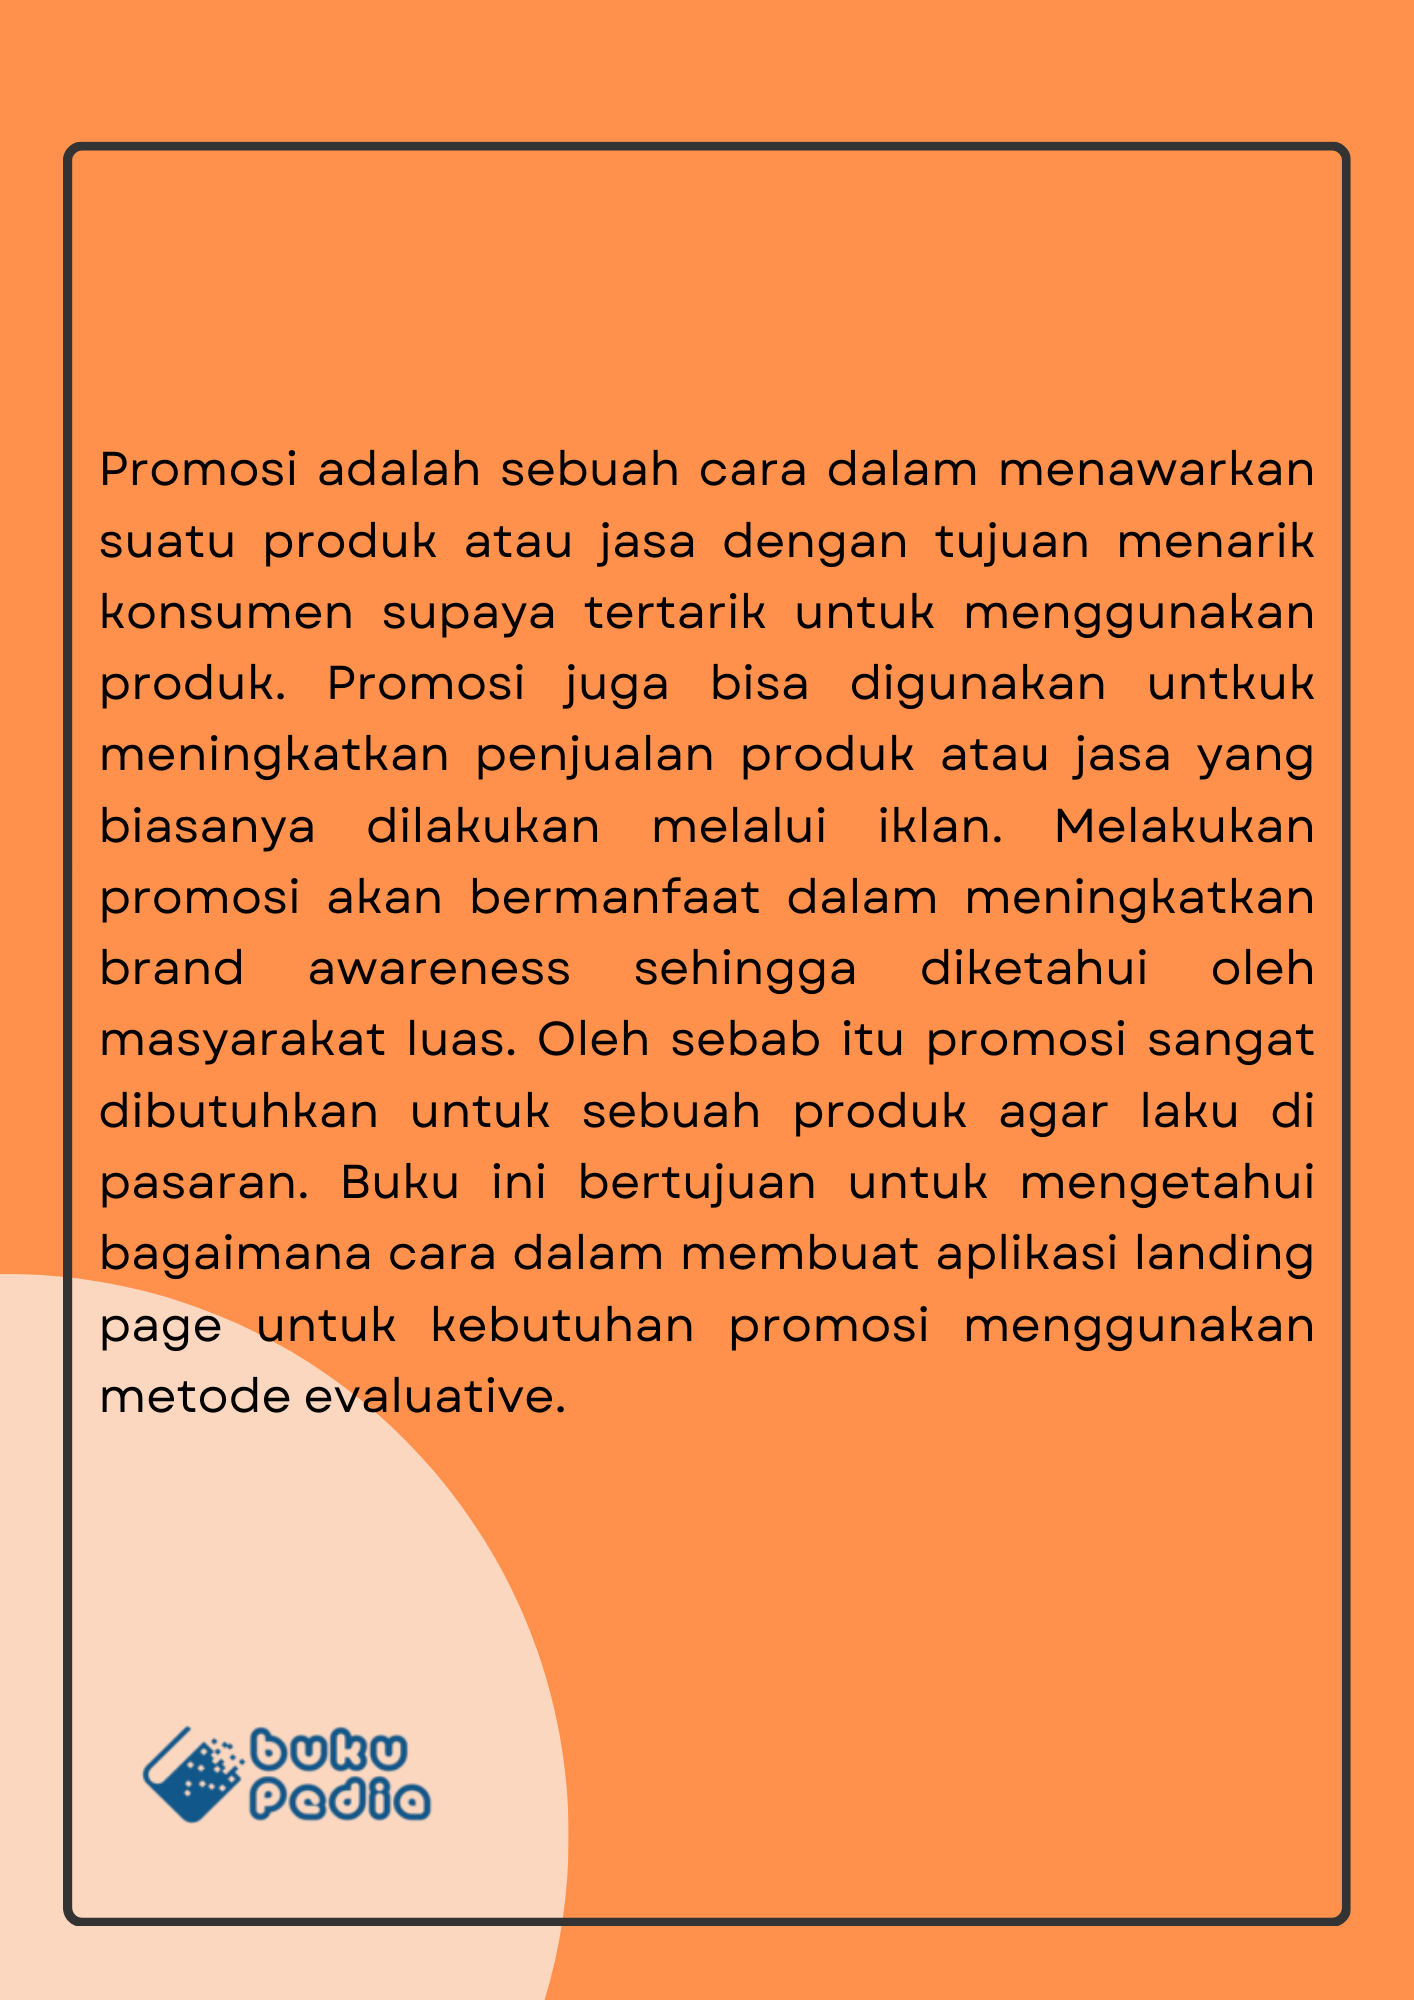 Promosi adalah sebuah cara dalam menawarkan
suatu produk atau jasa dengan tujuan menarik
konsumen supaya tertarik untuk menggunakan
produk. Promosi juga bisa digunakan untkuk
meningkatkan penjualan produk atau jasa yang
biasanya dilakukan melalui iklan. Melakukan
promosi akan bermanfaat dalam meningkatkan
brand awareness sehingga diketahui oleh
masyarakat luas. Oleh sebab itu promosi sangat
dibutuhkan untuk sebuah produk agar laku di
pasaran. Buku ini bertujuan untuk mengetahui
bagaimana cara dalam membuat aplikasi landing
page untuk kebutuhan promosi menggunakan
metode evaluative.
buku
Pedia